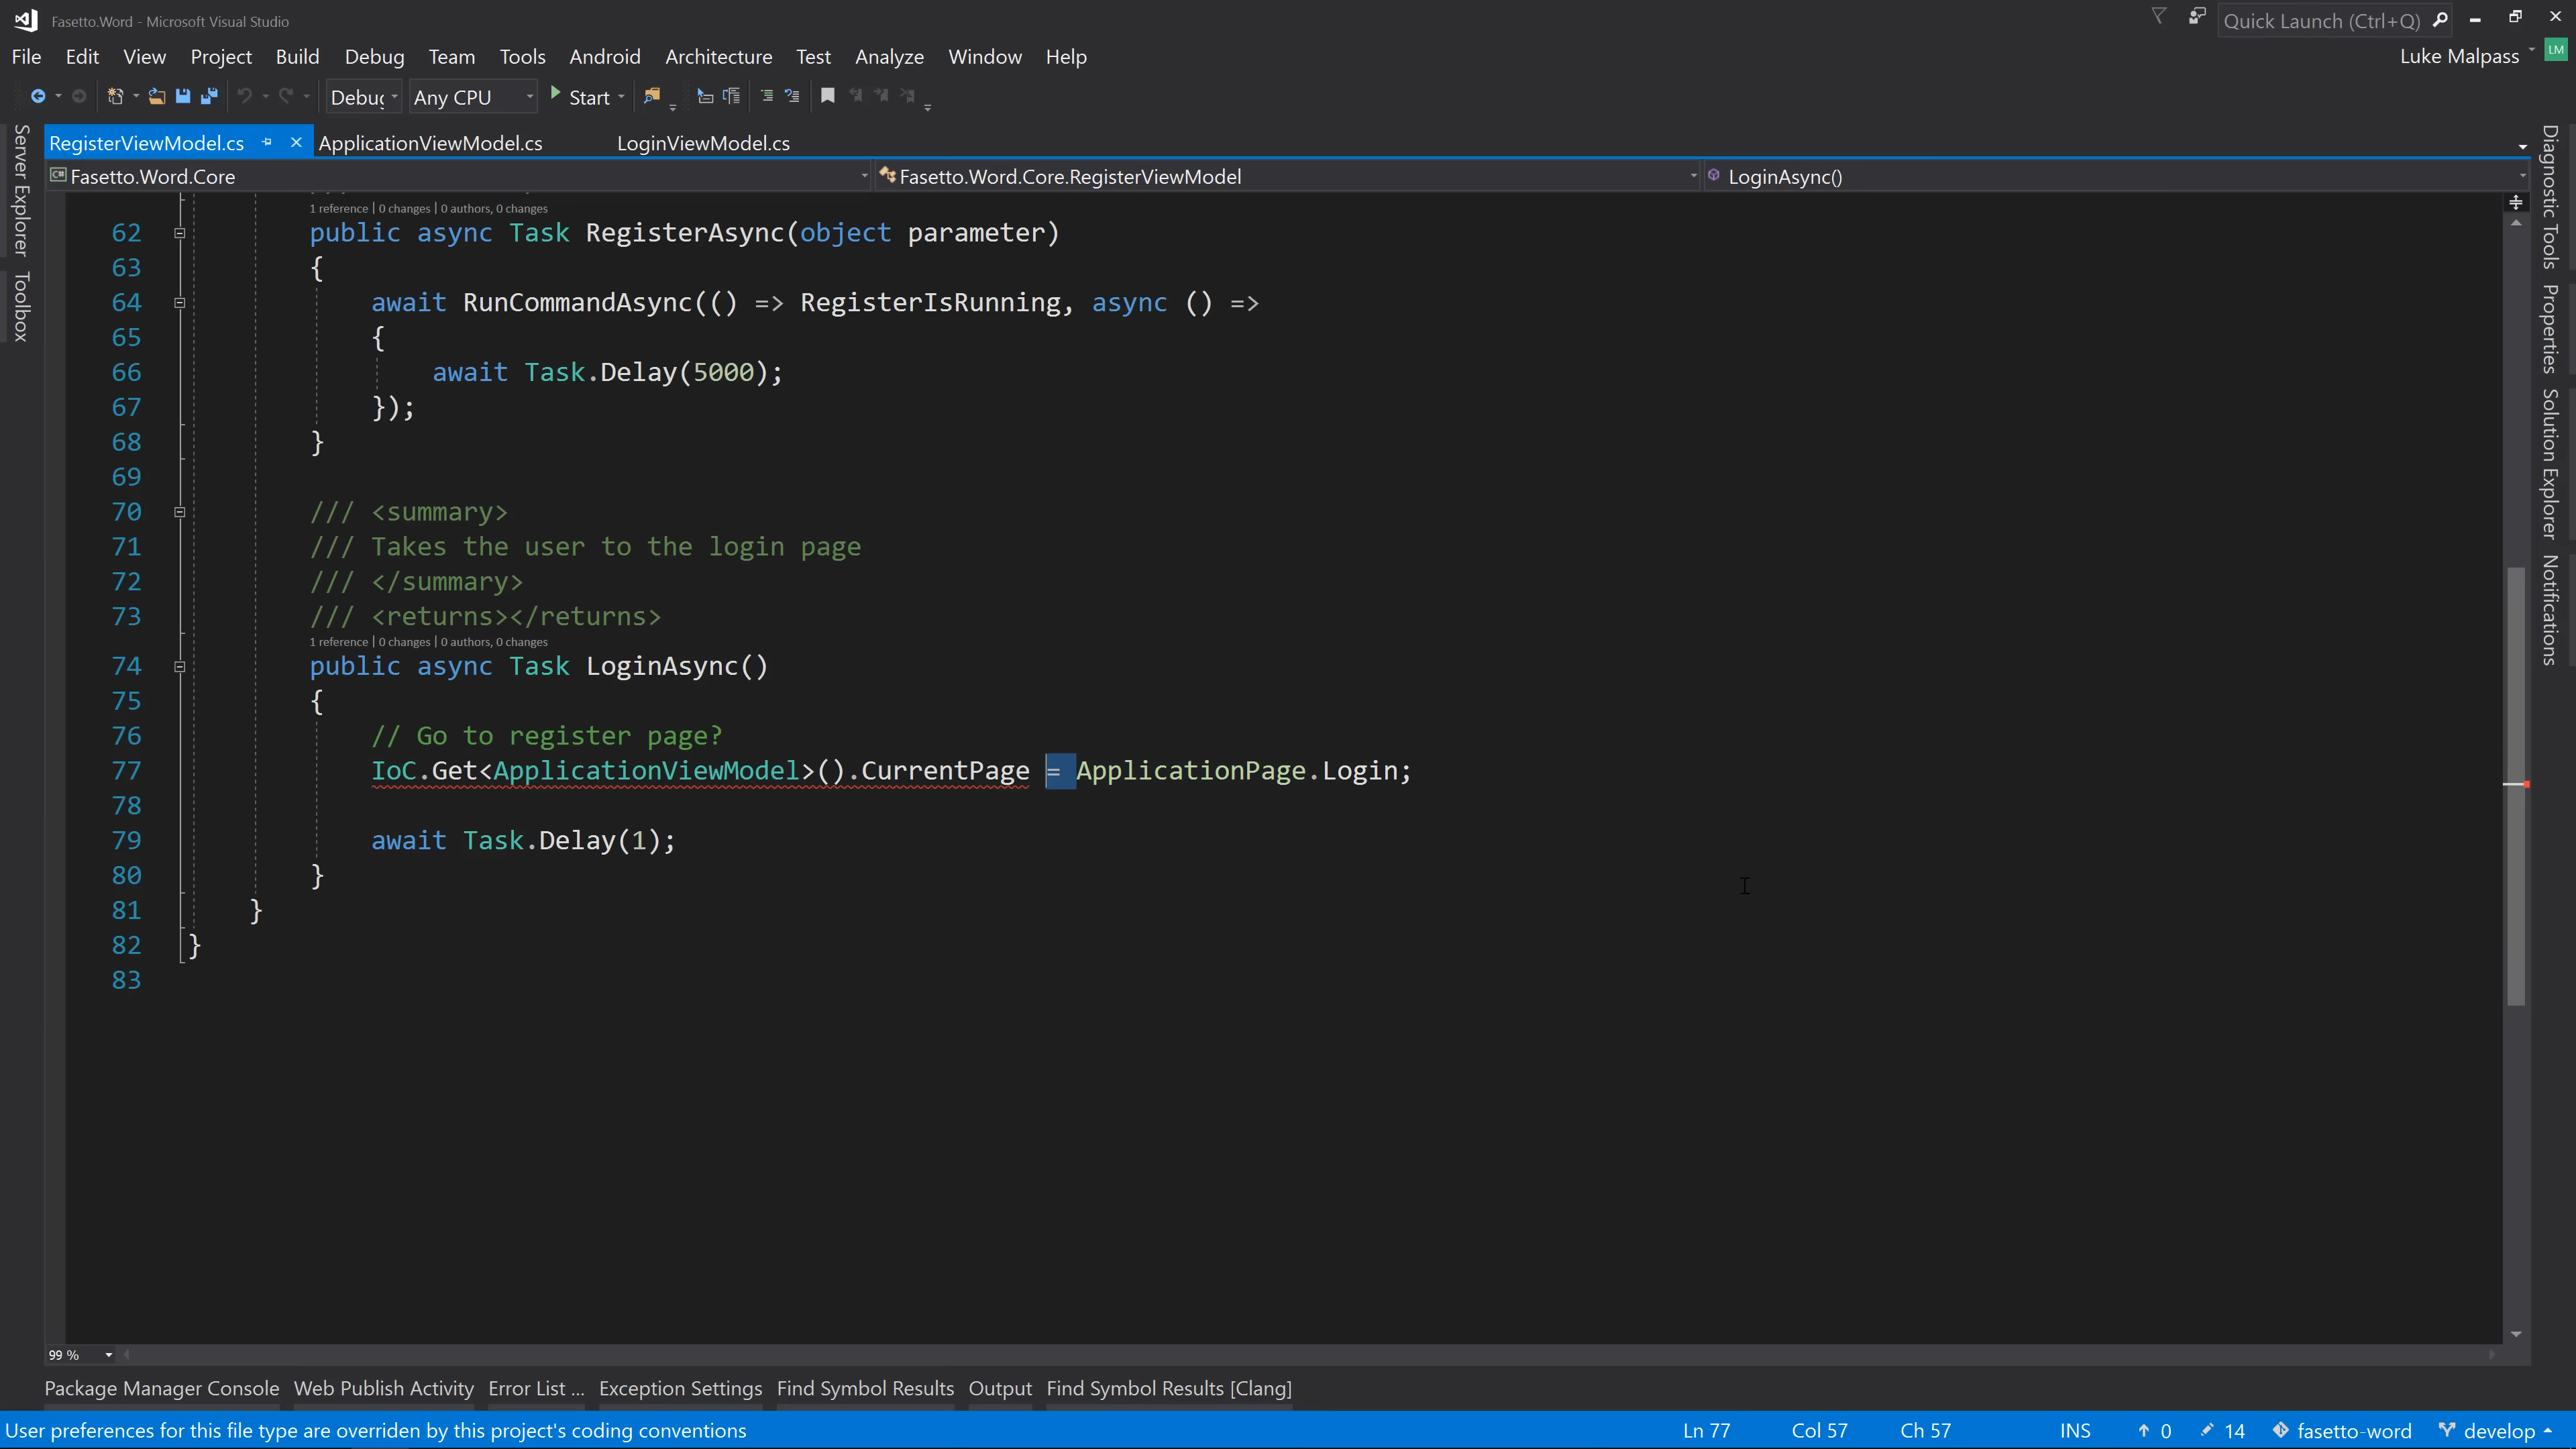 Fasetto.Word - Microsoft Visual Studio
Quick Launch (Ctrl+Q)
File Edit View Project Build Debug Team Tools Android Architecture Test Analyze Window Help
Luke Malpass LM
Debug Any CPU Start
RegisterViewModel.cs ApplicationViewModel.cs LoginViewModel.cs
Fasetto.Word.Core Fasetto.Word.Core.RegisterViewModel LoginAsync()
Server Explorer
Toolbox
1 reference | 0 changes | 0 authors, 0 changes
62 public async Task RegisterAsync(object parameter)
63 {
64 await RunCommandAsync(() => RegisterIsRunning, async () =>
65 {
66 await Task.Delay(5000);
67 });
68 }
69
70 /// <summary>
71 /// Takes the user to the login page
72 /// </summary>
73 /// <returns></returns>
1 reference | 0 changes | 0 authors, 0 changes
74 public async Task LoginAsync()
75 {
76 // Go to register page?
77 IoC.Get<ApplicationViewModel>().CurrentPage = ApplicationPage.Login;
78
79 await Task.Delay(1);
80 }
81 }
82 }
83
Diagnostic Tools
Properties
Solution Explorer
Notifications
99 %
Package Manager Console Web Publish Activity Error List ... Exception Settings Find Symbol Results Output Find Symbol Results [Clang]
User preferences for this file type are overriden by this project's coding conventions Ln 77 Col 57 Ch 57 INS 0 14 fasetto-word develop